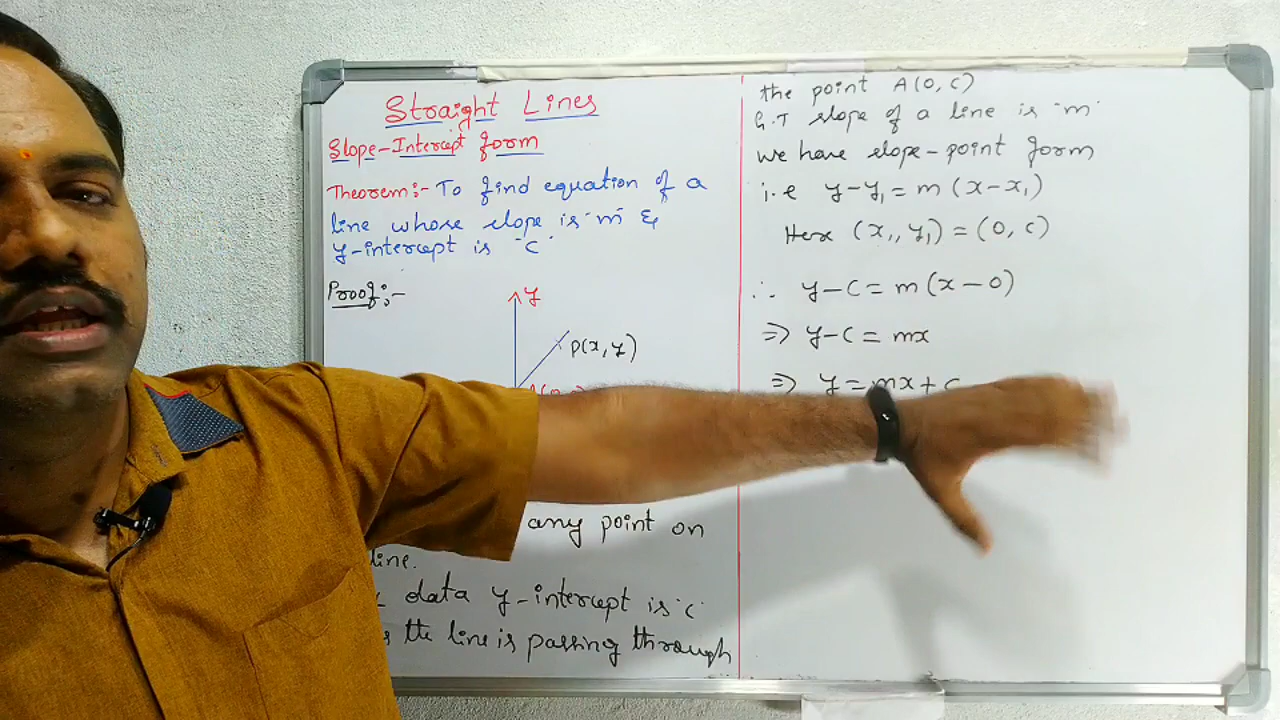 Straight Lines
Slope-Intercept form
Theorem:- To find equation of a
line whose slope is 'm' &
y-intercept is 'c'
Proof:-
y
P(x, y)
any point on
line.
data y-intercept is 'c'
the line is passing through
the point A(0, c)
G.T slope of a line is 'm'
we have slope-point form
i.e y-y₁ = m(x-x₁)
Here (x₁, y₁) = (0, c)
∴ y-c = m(x-0)
⇒ y-c = mx
⇒ y = mx + c